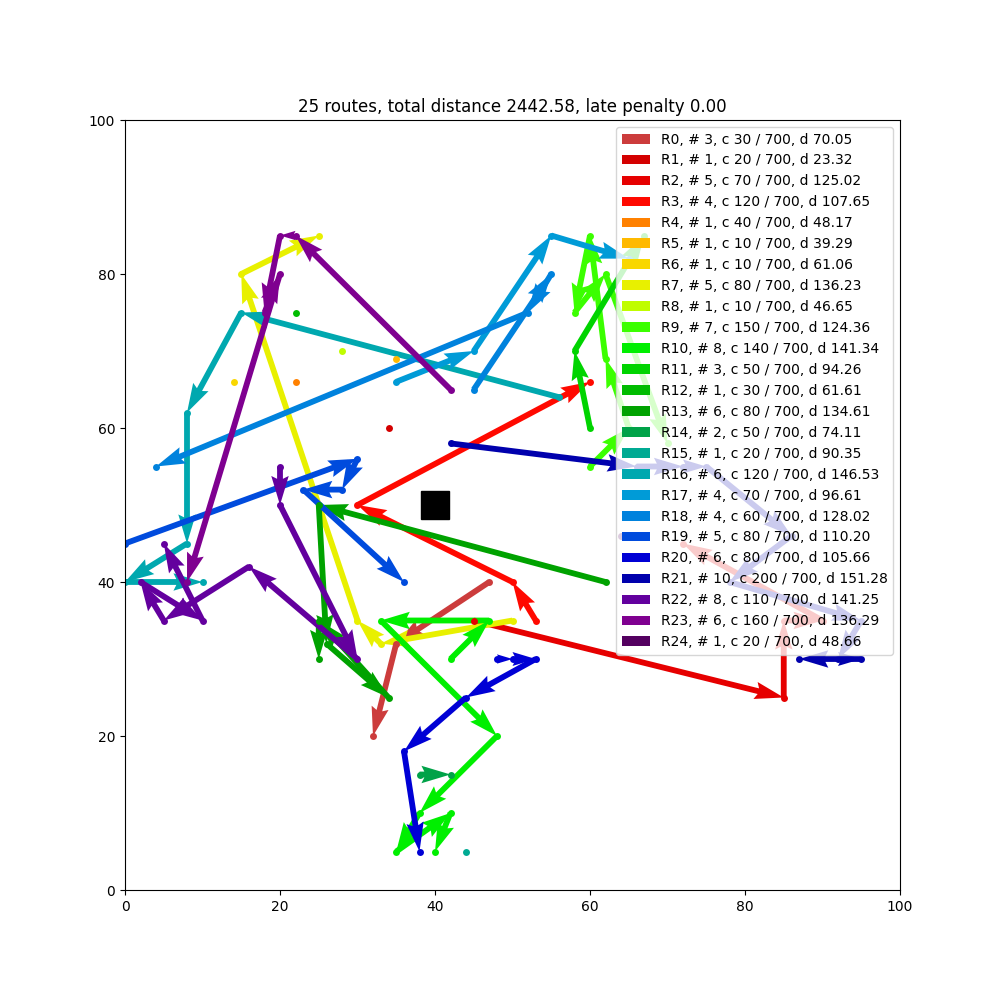 25 routes, total distance 2442.58, late penalty 0.00
100
80
60
40
20
0
0 20 40 60 80 100
R0, # 3, c 30 / 700, d 70.05
R1, # 1, c 20 / 700, d 23.32
R2, # 5, c 70 / 700, d 125.02
R3, # 4, c 120 / 700, d 107.65
R4, # 1, c 40 / 700, d 48.17
R5, # 1, c 10 / 700, d 39.29
R6, # 1, c 10 / 700, d 61.06
R7, # 5, c 80 / 700, d 136.23
R8, # 1, c 10 / 700, d 46.65
R9, # 7, c 150 / 700, d 124.36
R10, # 8, c 140 / 700, d 141.34
R11, # 3, c 50 / 700, d 94.26
R12, # 1, c 30 / 700, d 61.61
R13, # 6, c 80 / 700, d 134.61
R14, # 2, c 50 / 700, d 74.11
R15, # 1, c 20 / 700, d 90.35
R16, # 6, c 120 / 700, d 146.53
R17, # 4, c 70 / 700, d 96.61
R18, # 4, c 60 / 700, d 128.02
R19, # 5, c 80 / 700, d 110.20
R20, # 6, c 80 / 700, d 105.66
R21, # 10, c 200 / 700, d 151.28
R22, # 8, c 110 / 700, d 141.25
R23, # 6, c 160 / 700, d 136.29
R24, # 1, c 20 / 700, d 48.66